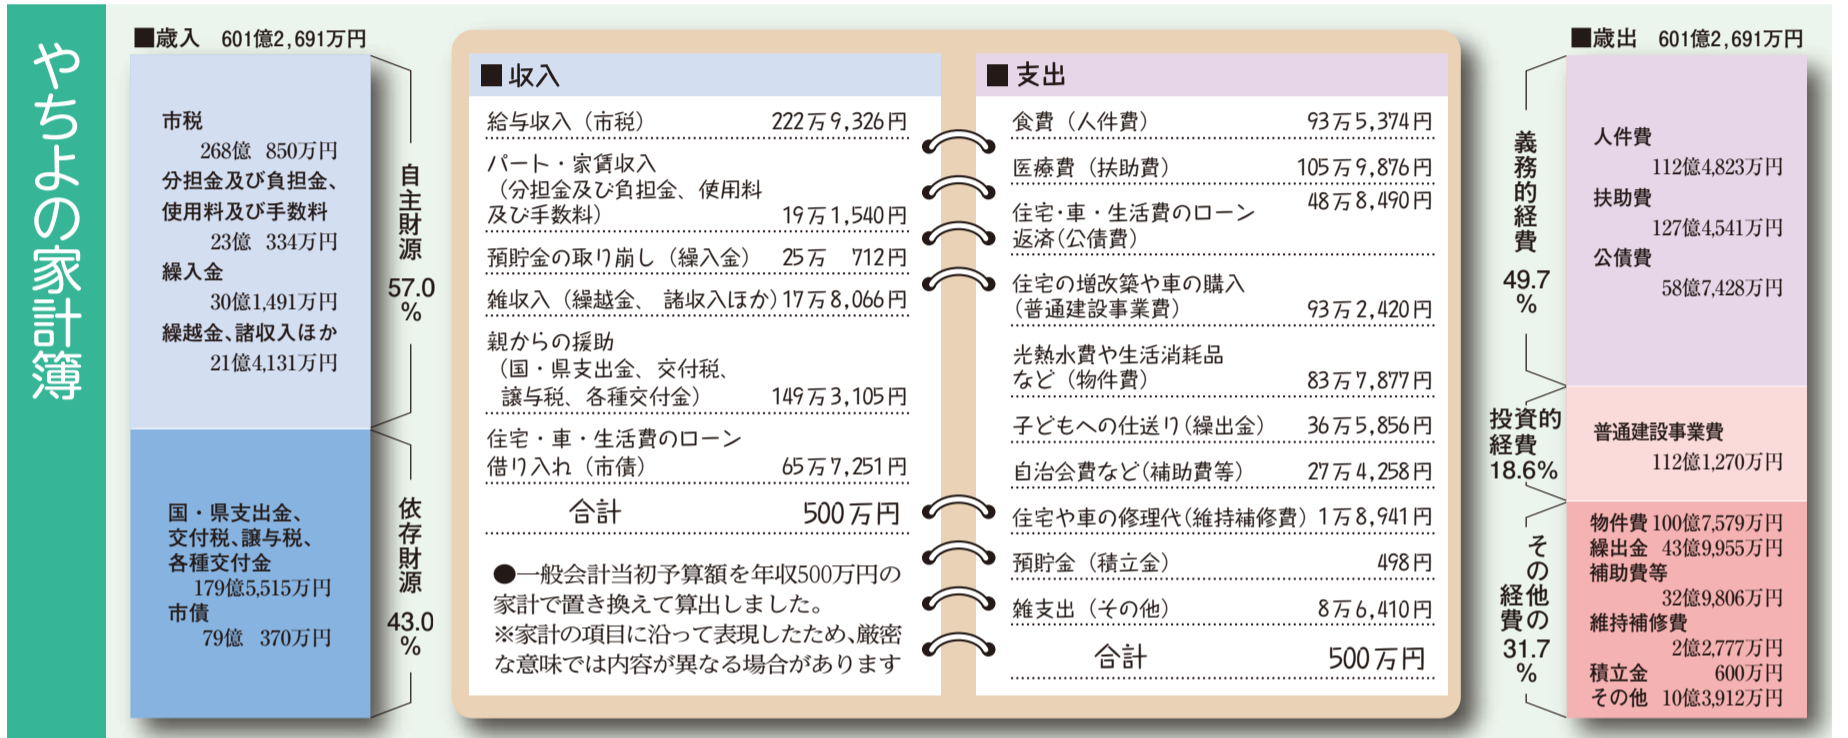 やちよの家計簿
■歳入 601億2,691万円
市税
268億 850万円
分担金及び負担金、
使用料及び手数料
23億 334万円
繰入金
30億1,491万円
繰越金、諸収入ほか
21億4,131万円
自主財源
57.0
%
国・県支出金、
交付税、譲与税、
各種交付金
179億5,515万円
市債
79億 370万円
依存財源
43.0
%
■収入
給与収入（市税） 222万9,326円
パート・家賃収入
（分担金及び負担金、使用料
及び手数料） 19万1,540円
預貯金の取り崩し（繰入金） 25万 712円
雑収入（繰越金、諸収入ほか）17万8,066円
親からの援助
（国・県支出金、交付税、
譲与税、各種交付金） 149万3,105円
住宅・車・生活費のローン
借り入れ（市債） 65万7,251円
合計 500万円
●一般会計当初予算額を年収500万円の
家計で置き換えて算出しました。
※家計の項目に沿って表現したため、厳密
な意味では内容が異なる場合があります
■支出
食費（人件費） 93万5,374円
医療費（扶助費） 105万9,876円
住宅・車・生活費のローン 48万8,490円
返済（公債費）
住宅の増改築や車の購入
（普通建設事業費） 93万2,420円
光熱水費や生活消耗品
など（物件費） 83万7,877円
子どもへの仕送り（繰出金） 36万5,856円
自治会費など（補助費等） 27万4,258円
住宅や車の修理代（維持補修費）1万8,941円
預貯金（積立金） 498円
雑支出（その他） 8万6,410円
合計 500万円
■歳出 601億2,691万円
義務的経費
49.7
%
人件費
112億4,823万円
扶助費
127億4,541万円
公債費
58億7,428万円
投資的
経費
18.6%
普通建設事業費
112億1,270万円
その他の
経費
31.7
%
物件費 100億7,579万円
繰出金 43億9,955万円
補助費等
32億9,806万円
維持補修費
2億2,777万円
積立金 600万円
その他 10億3,912万円